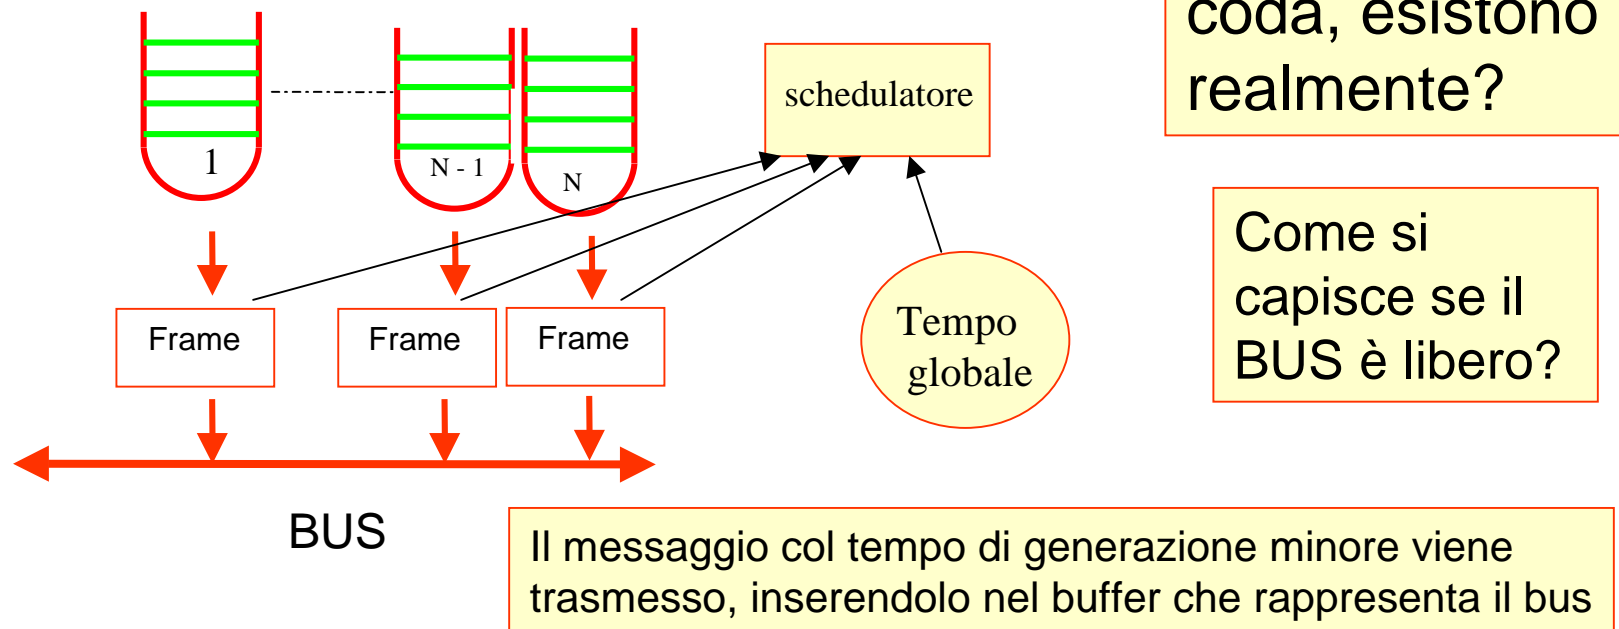 coda, esistono
realmente?
schedulatore
1
N - 1
N
Come si
capisce se il
BUS è libero?
Frame
Frame
Frame
Tempo
globale
BUS
Il messaggio col tempo di generazione minore viene
trasmesso, inserendolo nel buffer che rappresenta il bus